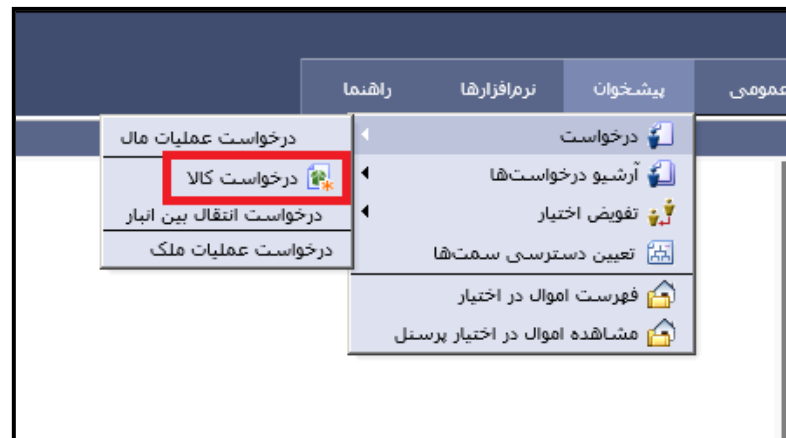 عمومی
پیشخوان
نرم‌افزارها
راهنما
درخواست
آرشیو درخواست‌ها
تفویض اختیار
تعیین دسترسی سمت‌ها
فهرست اموال در اختیار
مشاهده اموال در اختیار پرسنل
درخواست عملیات مال
درخواست کالا
درخواست انتقال بین انبار
درخواست عملیات ملک